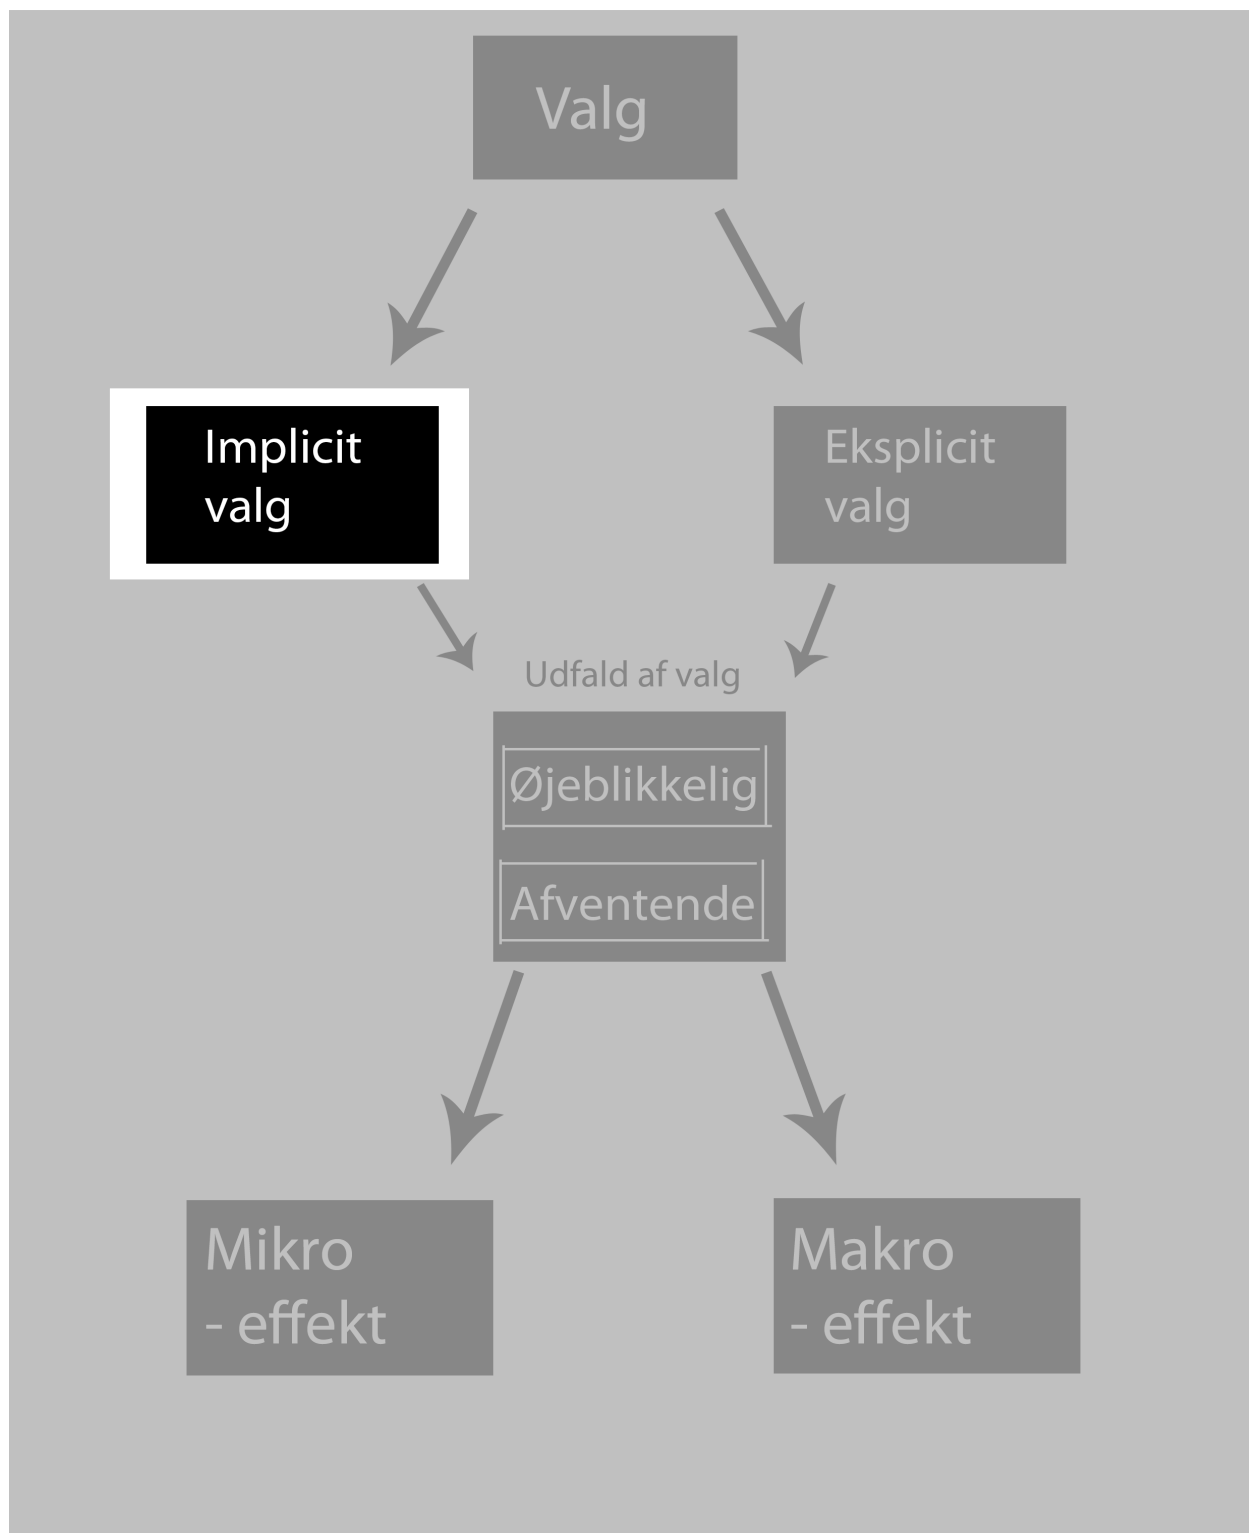 Valg
Implicit
valg
Eksplicit
valg
Udfald af valg
Øjeblikkelig
Afventende
Mikro
- effekt
Makro
- effekt